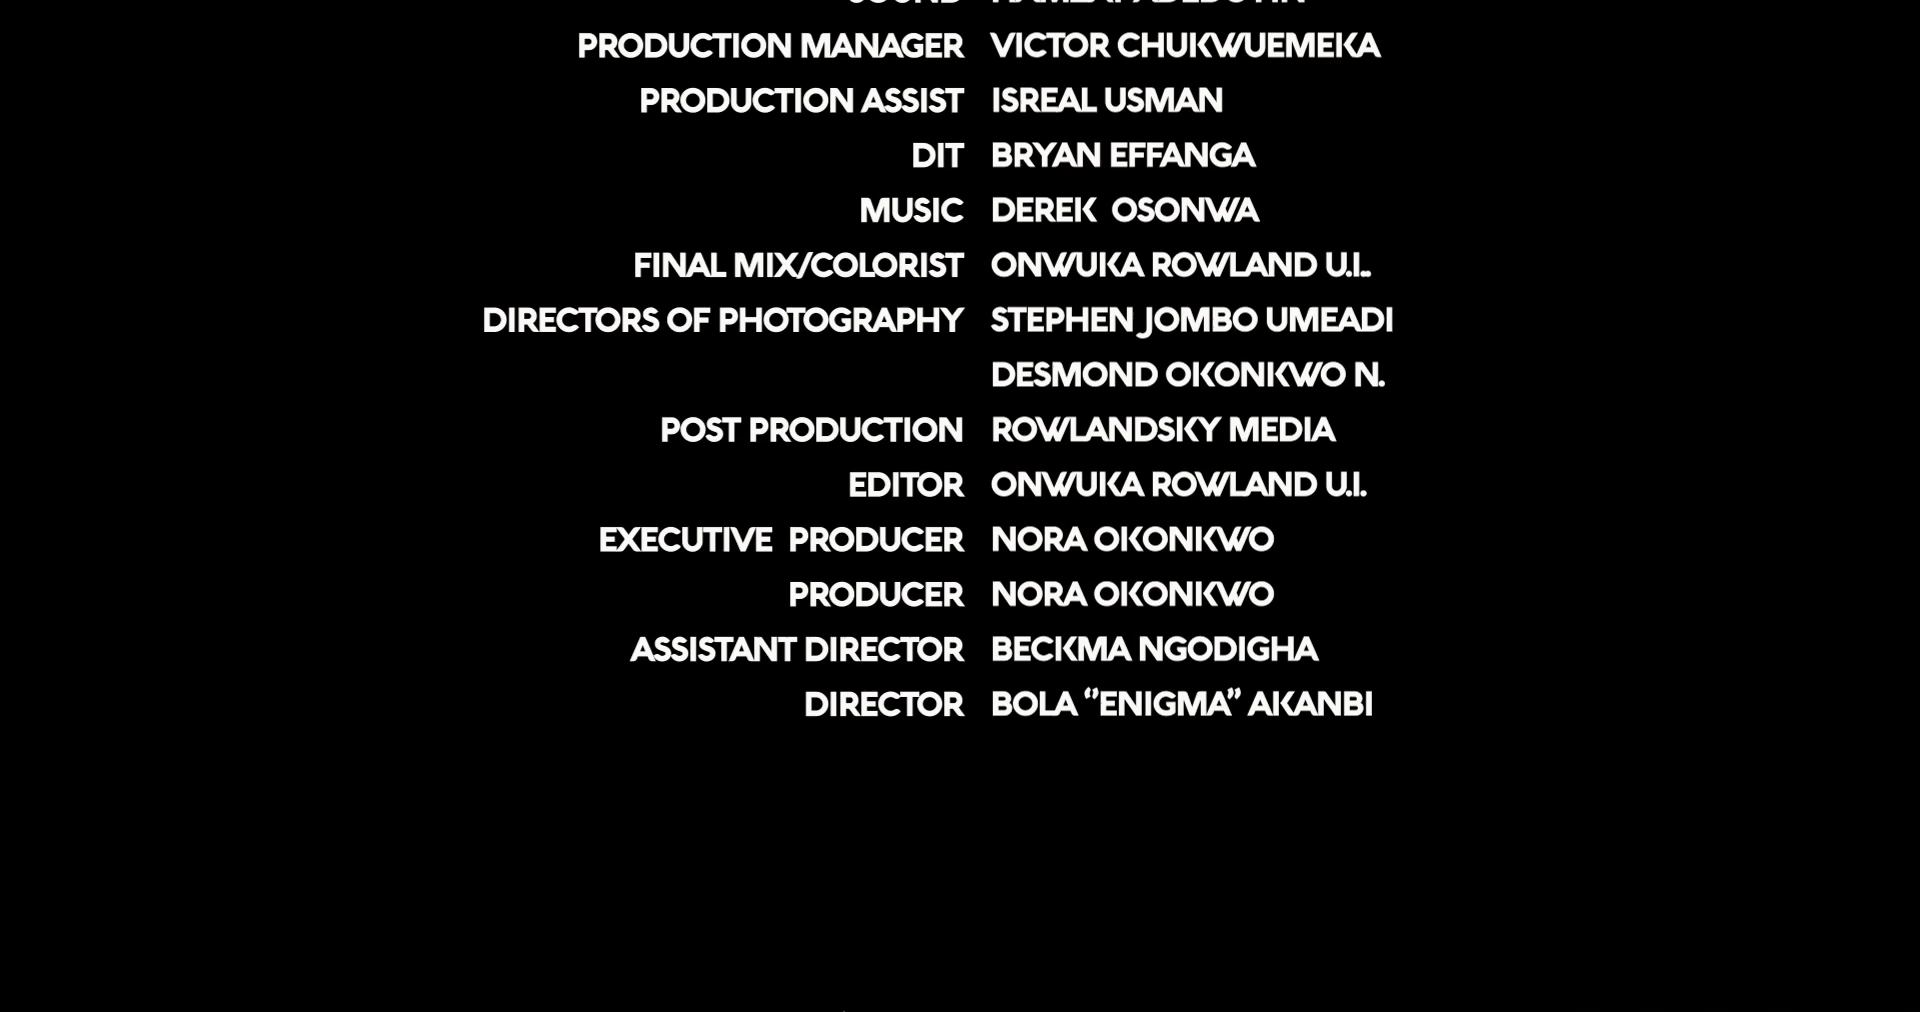 PRODUCTION MANAGER VICTOR CHUKWUEMEKA
PRODUCTION ASSIST ISREAL USMAN
DIT BRYAN EFFANGA
MUSIC DEREK  OSONWA
FINAL MIX/COLORIST ONWUKA ROWLAND U.I..
DIRECTORS OF PHOTOGRAPHY STEPHEN JOMBO UMEADI
DESMOND OKONKWO N.
POST PRODUCTION ROWLANDSKY MEDIA
EDITOR ONWUKA ROWLAND U.I.
EXECUTIVE  PRODUCER NORA OKONKWO
PRODUCER NORA OKONKWO
ASSISTANT DIRECTOR BECKMA NGODIGHA
DIRECTOR BOLA “ENIGMA” AKANBI